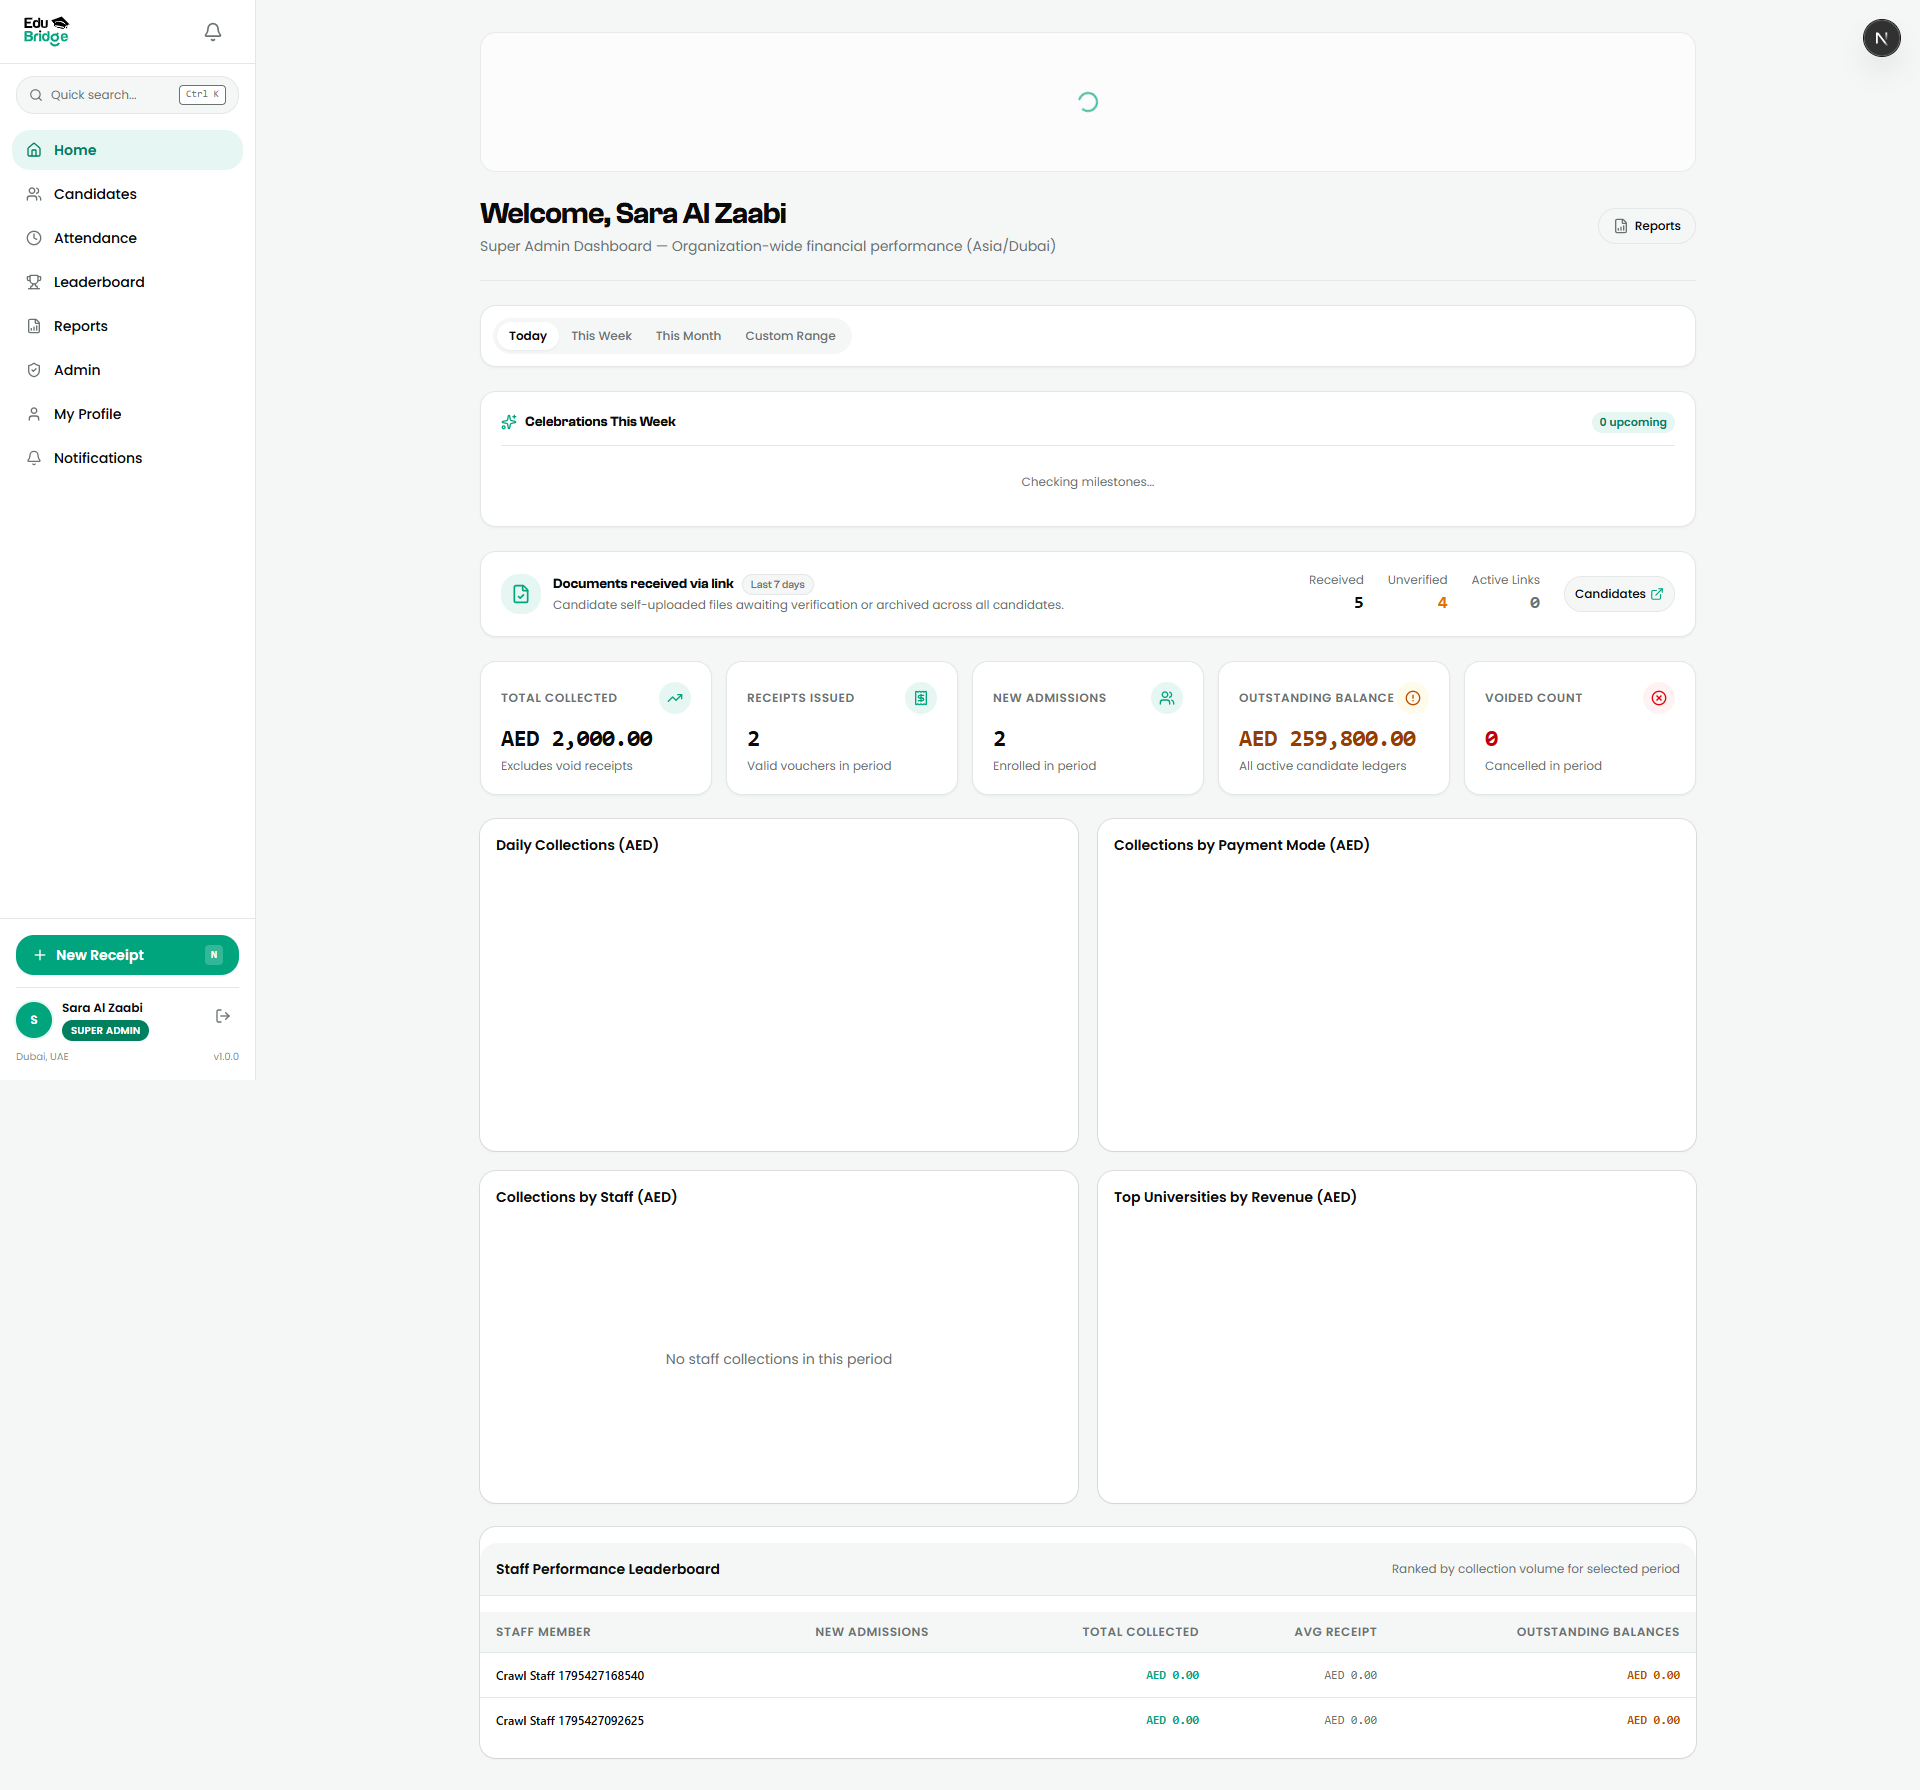 Edu
Bridge
N
Quick search...
Ctrl K
Home
Candidates
Attendance
Leaderboard
Reports
Admin
My Profile
Notifications
New Receipt
N
S
Sara Al Zaabi
SUPER ADMIN
Dubai, UAE
v1.0.0
Welcome, Sara Al Zaabi
Super Admin Dashboard — Organization-wide financial performance (Asia/Dubai)
Reports
Today
This Week
This Month
Custom Range
Celebrations This Week
0 upcoming
Checking milestones...
Documents received via link
Last 7 days
Candidate self-uploaded files awaiting verification or archived across all candidates.
Received
5
Unverified
4
Active Links
0
Candidates
TOTAL COLLECTED
AED 2,000.00
Excludes void receipts
RECEIPTS ISSUED
2
Valid vouchers in period
NEW ADMISSIONS
2
Enrolled in period
OUTSTANDING BALANCE
AED 259,800.00
All active candidate ledgers
VOIDED COUNT
0
Cancelled in period
Daily Collections (AED)
Collections by Payment Mode (AED)
Collections by Staff (AED)
No staff collections in this period
Top Universities by Revenue (AED)
Staff Performance Leaderboard
Ranked by collection volume for selected period
STAFF MEMBER NEW ADMISSIONS TOTAL COLLECTED AVG RECEIPT OUTSTANDING BALANCES
Crawl Staff 1795427168540 AED 0.00 AED 0.00 AED 0.00
Crawl Staff 1795427092625 AED 0.00 AED 0.00 AED 0.00